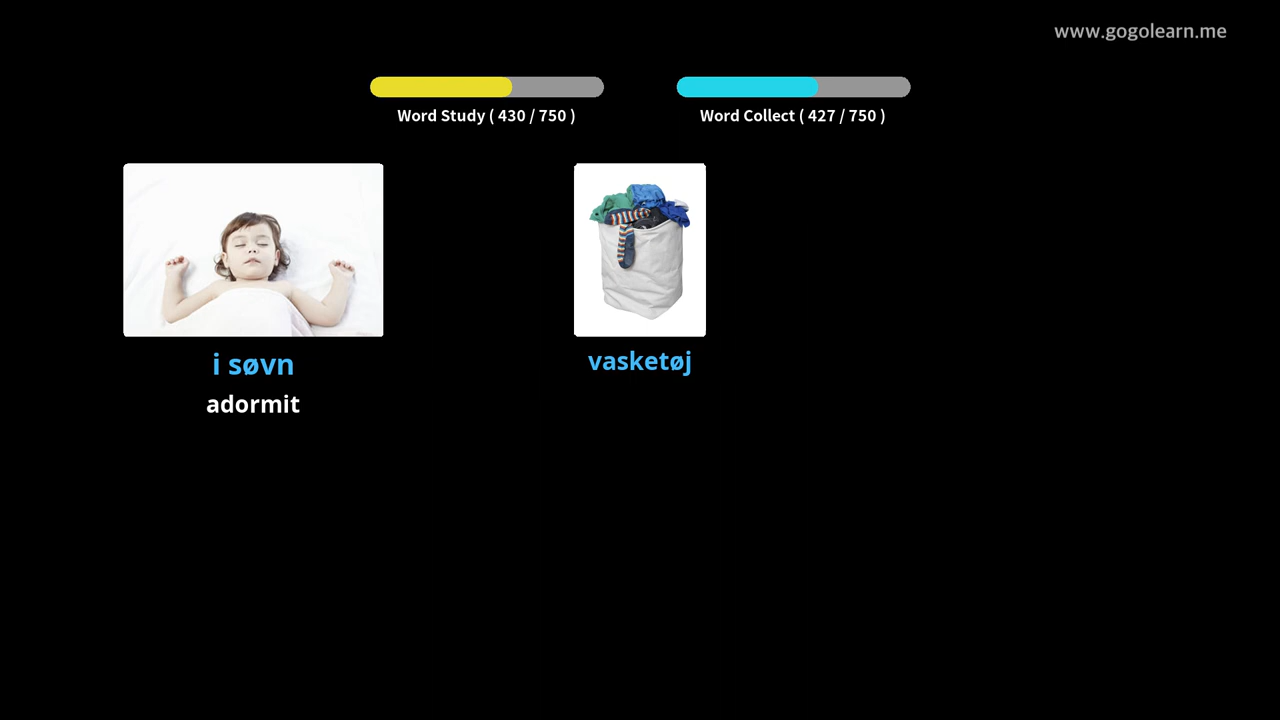 www.gogolearn.me
Word Study ( 430 / 750 )
Word Collect ( 427 / 750 )
i søvn
adormit
vasketøj